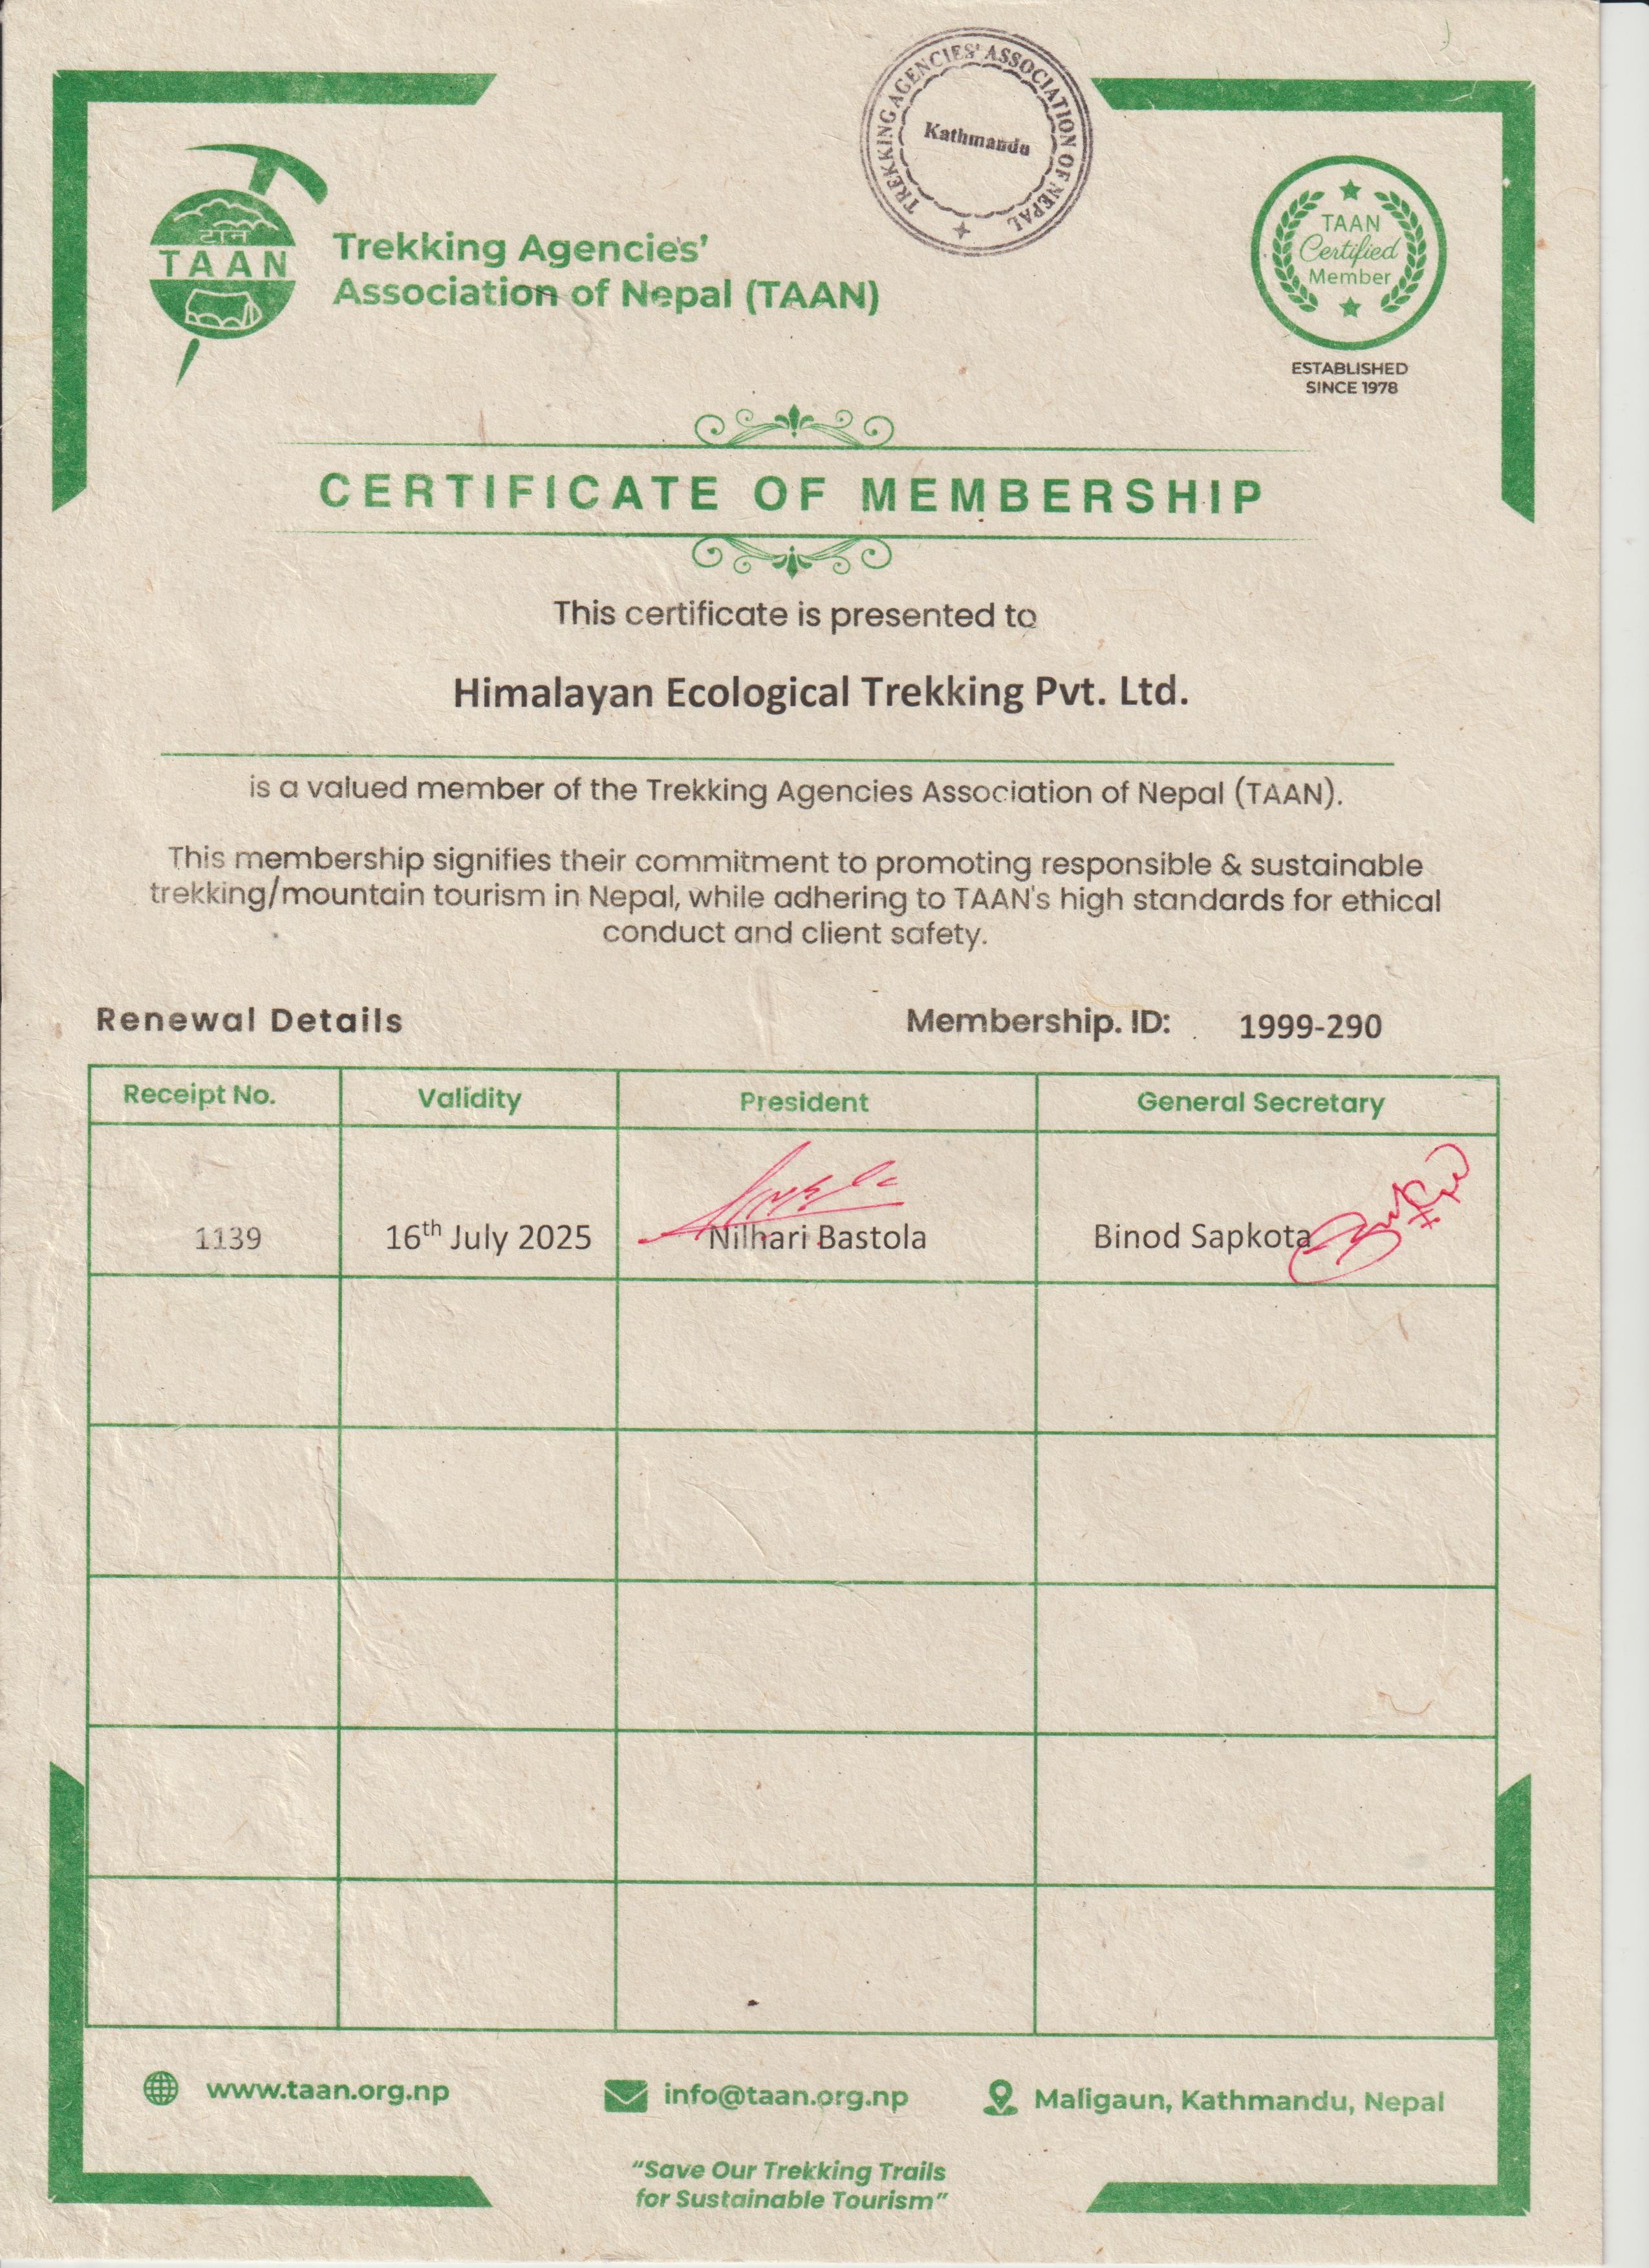 TREKKING AGENCIES' ASSOCIATION OF NEPAL
Kathmandu
टान
TAAN
Trekking Agencies'
Association of Nepal (TAAN)
TAAN
Certified
Member
ESTABLISHED
SINCE 1978
CERTIFICATE OF MEMBERSHIP
This certificate is presented to
Himalayan Ecological Trekking Pvt. Ltd.
is a valued member of the Trekking Agencies Association of Nepal (TAAN).
This membership signifies their commitment to promoting responsible & sustainable
trekking/mountain tourism in Nepal, while adhering to TAAN's high standards for ethical
conduct and client safety.
Renewal Details
Membership. ID: 1999-290
Receipt No. Validity President General Secretary
1139 16th July 2025 Nilhari Bastola Binod Sapkota
www.taan.org.np info@taan.org.np Maligaun, Kathmandu, Nepal
"Save Our Trekking Trails
for Sustainable Tourism"